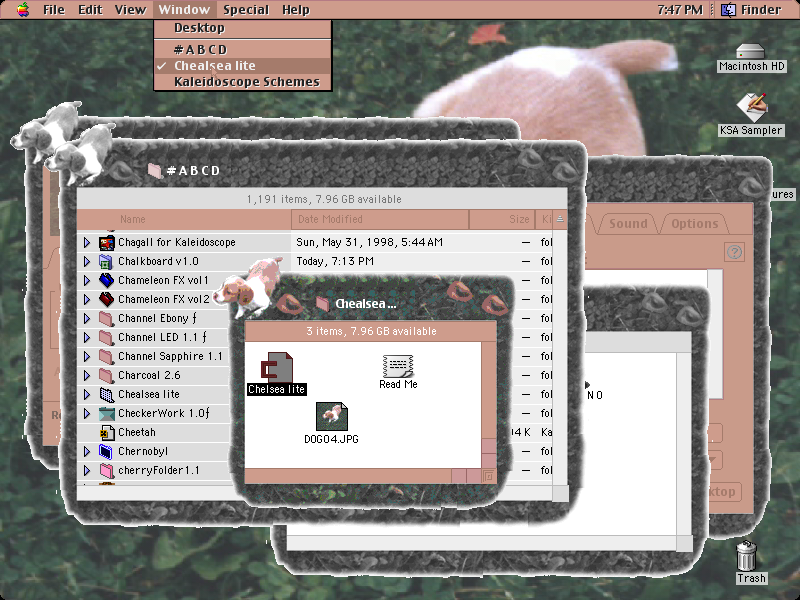 File Edit View Window Special Help 7:47 PM Finder
Desktop
#ABCD
✓ Chealsea lite
Kaleidoscope Schemes
Macintosh HD
KSA Sampler
ures
#ABCD
1,191 items, 7.96 GB available
Name Date Modified Size Ki
Chagall for Kaleidoscope Sun, May 31, 1998, 5:44 AM — fol
Chalkboard v1.0 Today, 7:13 PM — fol
Chameleon FX vol1 — fol
Chameleon FX vol2 — fol
Channel Ebony ƒ — fol
Channel LED 1.1 ƒ — fol
Channel Sapphire 1.1 — fol
Charcoal 2.6 — fol
Chealsea lite — fol
CheckerWork 1.0ƒ — fol
Cheetah 4 K Ka
Chernobyl — fol
cherryFolder1.1 — fol
Sound Options
?
Chealsea ...
3 items, 7.96 GB available
Chelsea lite
Read Me
DOG04.JPG
NO
R
ktop
Trash